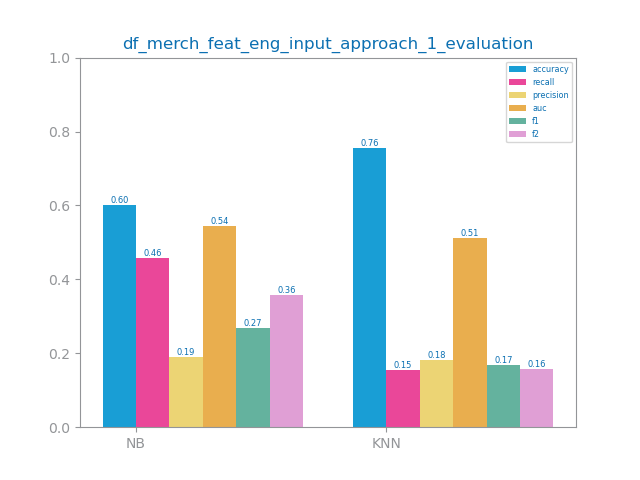 df_merch_feat_eng_input_approach_1_evaluation
1.0
0.8
0.6
0.4
0.2
0.0
accuracy
recall
precision
auc
f1
f2
0.60
0.46
0.19
0.54
0.27
0.36
0.76
0.15
0.18
0.51
0.17
0.16
NB
KNN